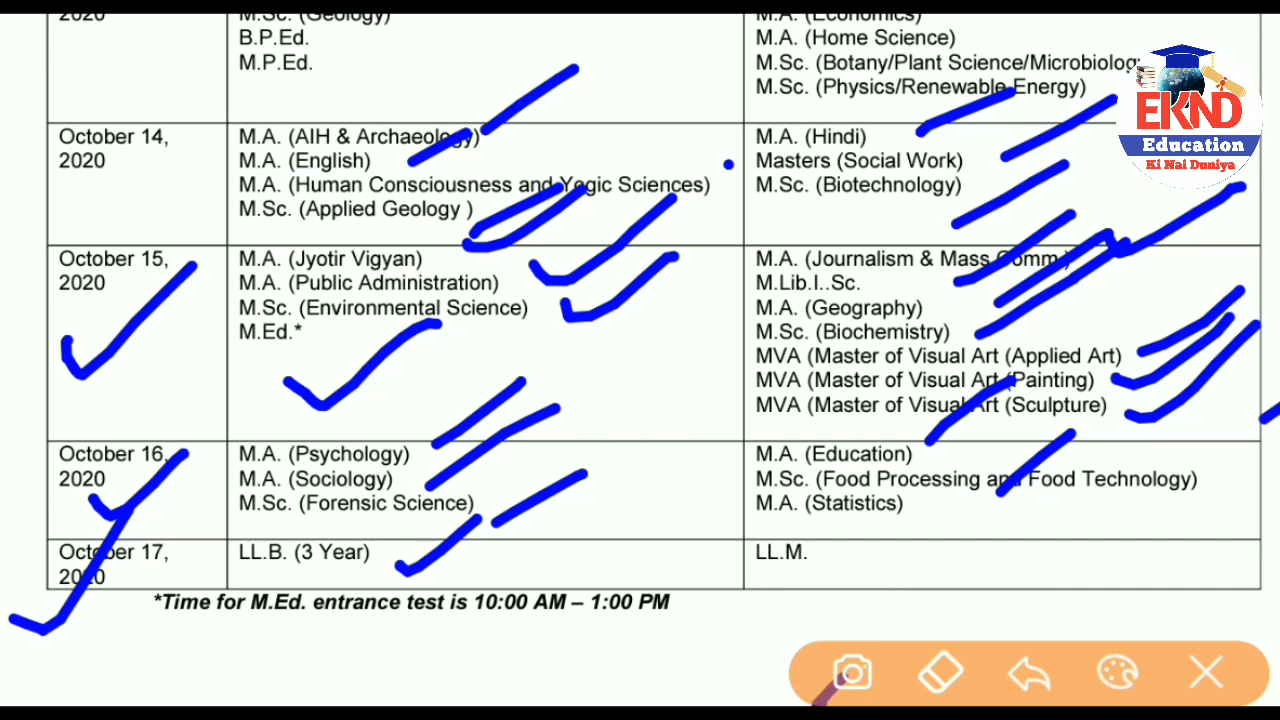 2020
M.Sc. (Geology)
B.P.Ed.
M.P.Ed.
M.A. (Economics)
M.A. (Home Science)
M.Sc. (Botany/Plant Science/Microbiology
M.Sc. (Physics/Renewable Energy)
October 14,
2020
M.A. (AIH & Archaeology)
M.A. (English)
M.A. (Human Consciousness and Yogic Sciences)
M.Sc. (Applied Geology )
M.A. (Hindi)
Masters (Social Work)
M.Sc. (Biotechnology)
October 15,
2020
M.A. (Jyotir Vigyan)
M.A. (Public Administration)
M.Sc. (Environmental Science)
M.Ed.*
M.A. (Journalism & Mass Comm.)
M.Lib.I..Sc.
M.A. (Geography)
M.Sc. (Biochemistry)
MVA (Master of Visual Art (Applied Art)
MVA (Master of Visual Art (Painting)
MVA (Master of Visual Art (Sculpture)
October 16,
2020
M.A. (Psychology)
M.A. (Sociology)
M.Sc. (Forensic Science)
M.A. (Education)
M.Sc. (Food Processing and Food Technology)
M.A. (Statistics)
October 17,
2020
LL.B. (3 Year)
LL.M.
*Time for M.Ed. entrance test is 10:00 AM – 1:00 PM
EKND
Education
Ki Nai Duniya